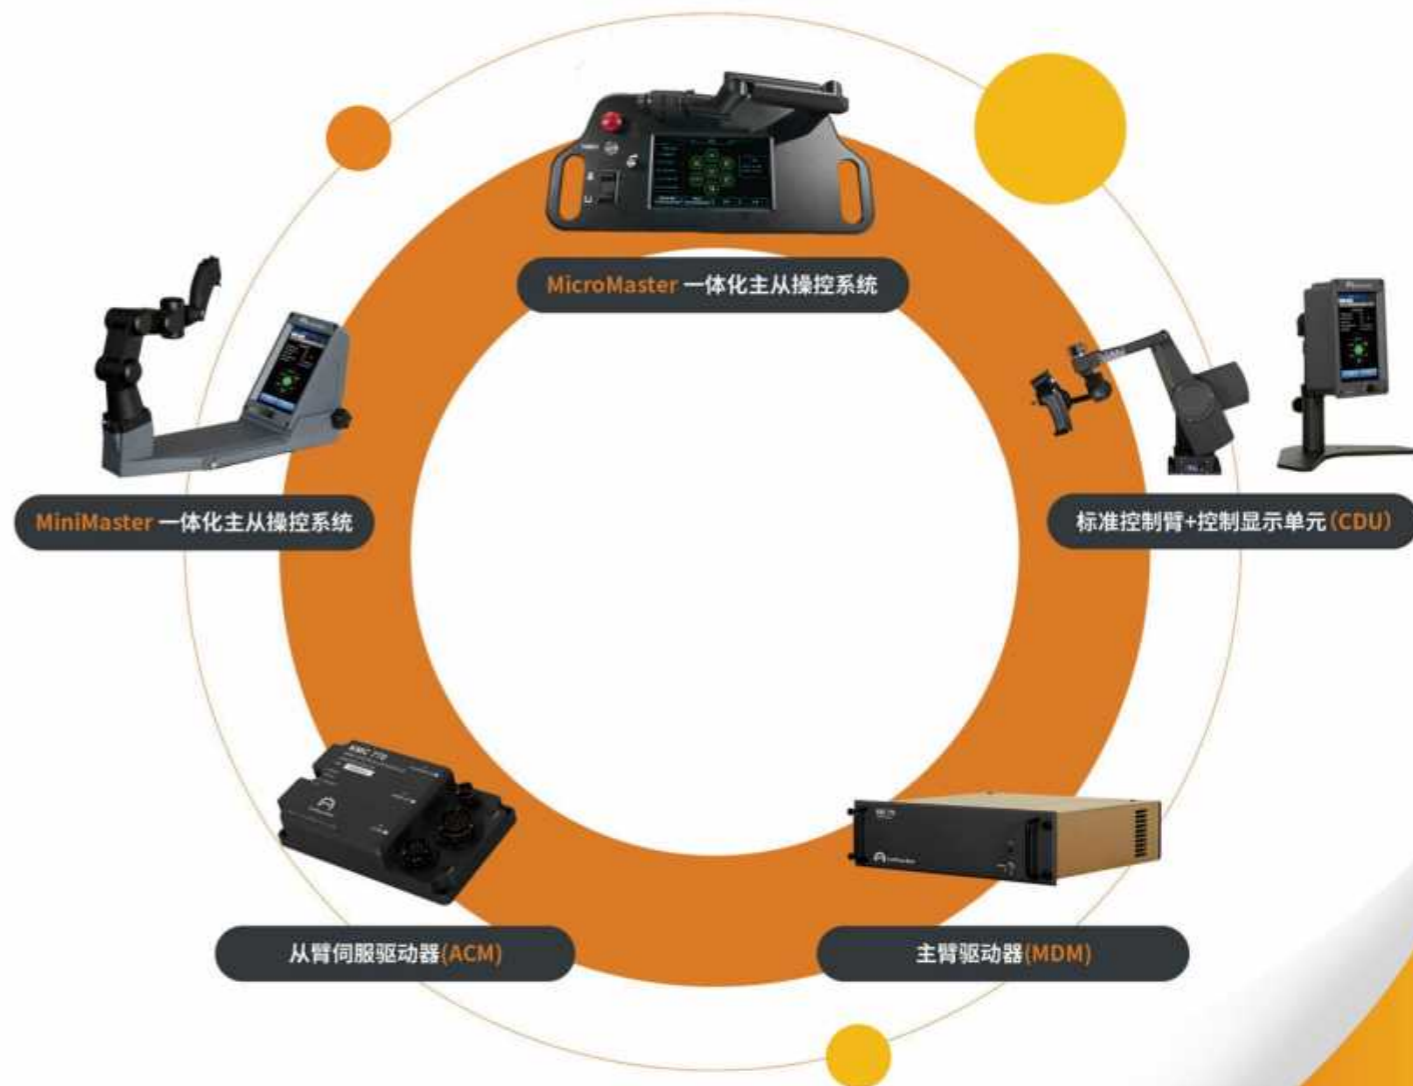 MicroMaster 一体化主从操控系统
MiniMaster 一体化主从操控系统
标准控制臂+控制显示单元(CDU)
KMC 770
从臂伺服驱动器(ACM)
主臂驱动器(MDM)